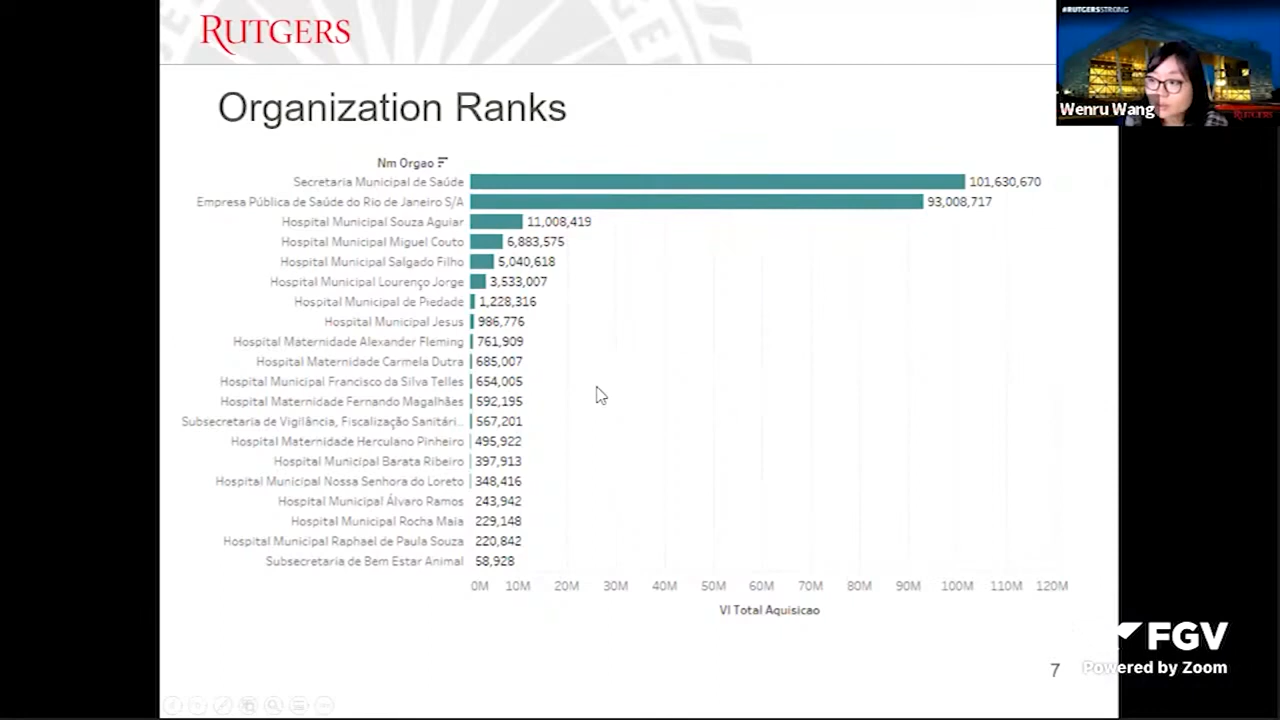 RUTGERS
#RUTGERSSTRONG
Wenru Wang
RUTGERS
Organization Ranks
Nm Orgao
Secretaria Municipal de Saúde 101,630,670
Empresa Pública de Saúde do Rio de Janeiro S/A 93,008,717
Hospital Municipal Souza Aguiar 11,008,419
Hospital Municipal Miguel Couto 6,883,575
Hospital Municipal Salgado Filho 5,040,618
Hospital Municipal Lourenço Jorge 3,533,007
Hospital Municipal de Piedade 1,228,316
Hospital Municipal Jesus 986,776
Hospital Maternidade Alexander Fleming 761,909
Hospital Maternidade Carmela Dutra 685,007
Hospital Municipal Francisco da Silva Telles 654,005
Hospital Maternidade Fernando Magalhães 592,195
Subsecretaria de Vigilância, Fiscalização Sanitári.. 567,201
Hospital Maternidade Herculano Pinheiro 495,922
Hospital Municipal Barata Ribeiro 397,913
Hospital Municipal Nossa Senhora do Loreto 348,416
Hospital Municipal Álvaro Ramos 243,942
Hospital Municipal Rocha Maia 229,148
Hospital Municipal Raphael de Paula Souza 220,842
Subsecretaria de Bem Estar Animal 58,928
0M 10M 20M 30M 40M 50M 60M 70M 80M 90M 100M 110M 120M
Vl Total Aquisicao
7
FGV
Powered by Zoom